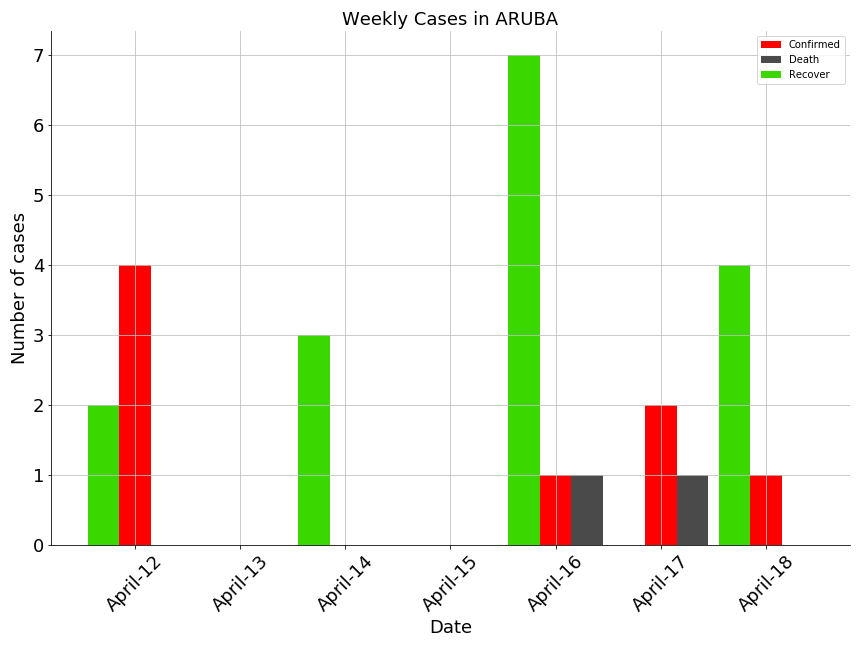 Weekly Cases in ARUBA
Confirmed
Death
Recover
Number of cases
7
6
5
4
3
2
1
0
April-12
April-13
April-14
April-15
April-16
April-17
April-18
Date